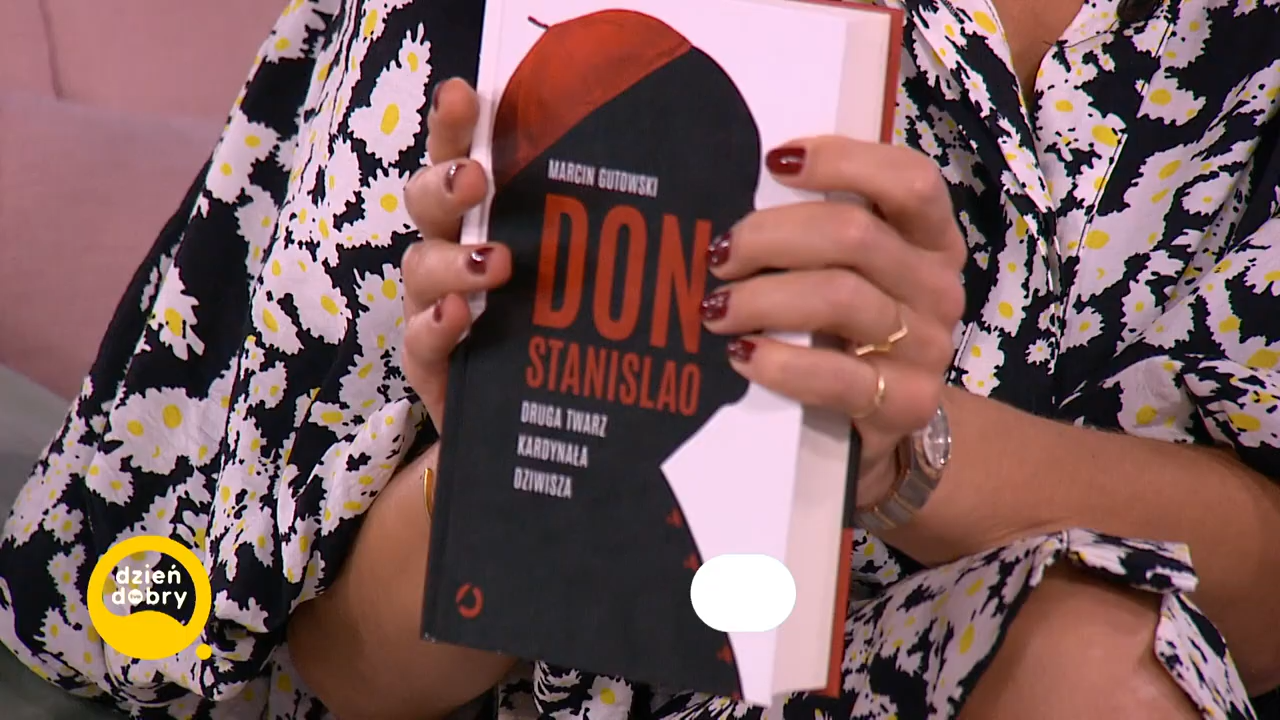 MARCIN GUTOWSKI
DON
STANISLAO
DRUGA TWARZ
KARDYNAŁA
DZIWISZA
dzień
dobry